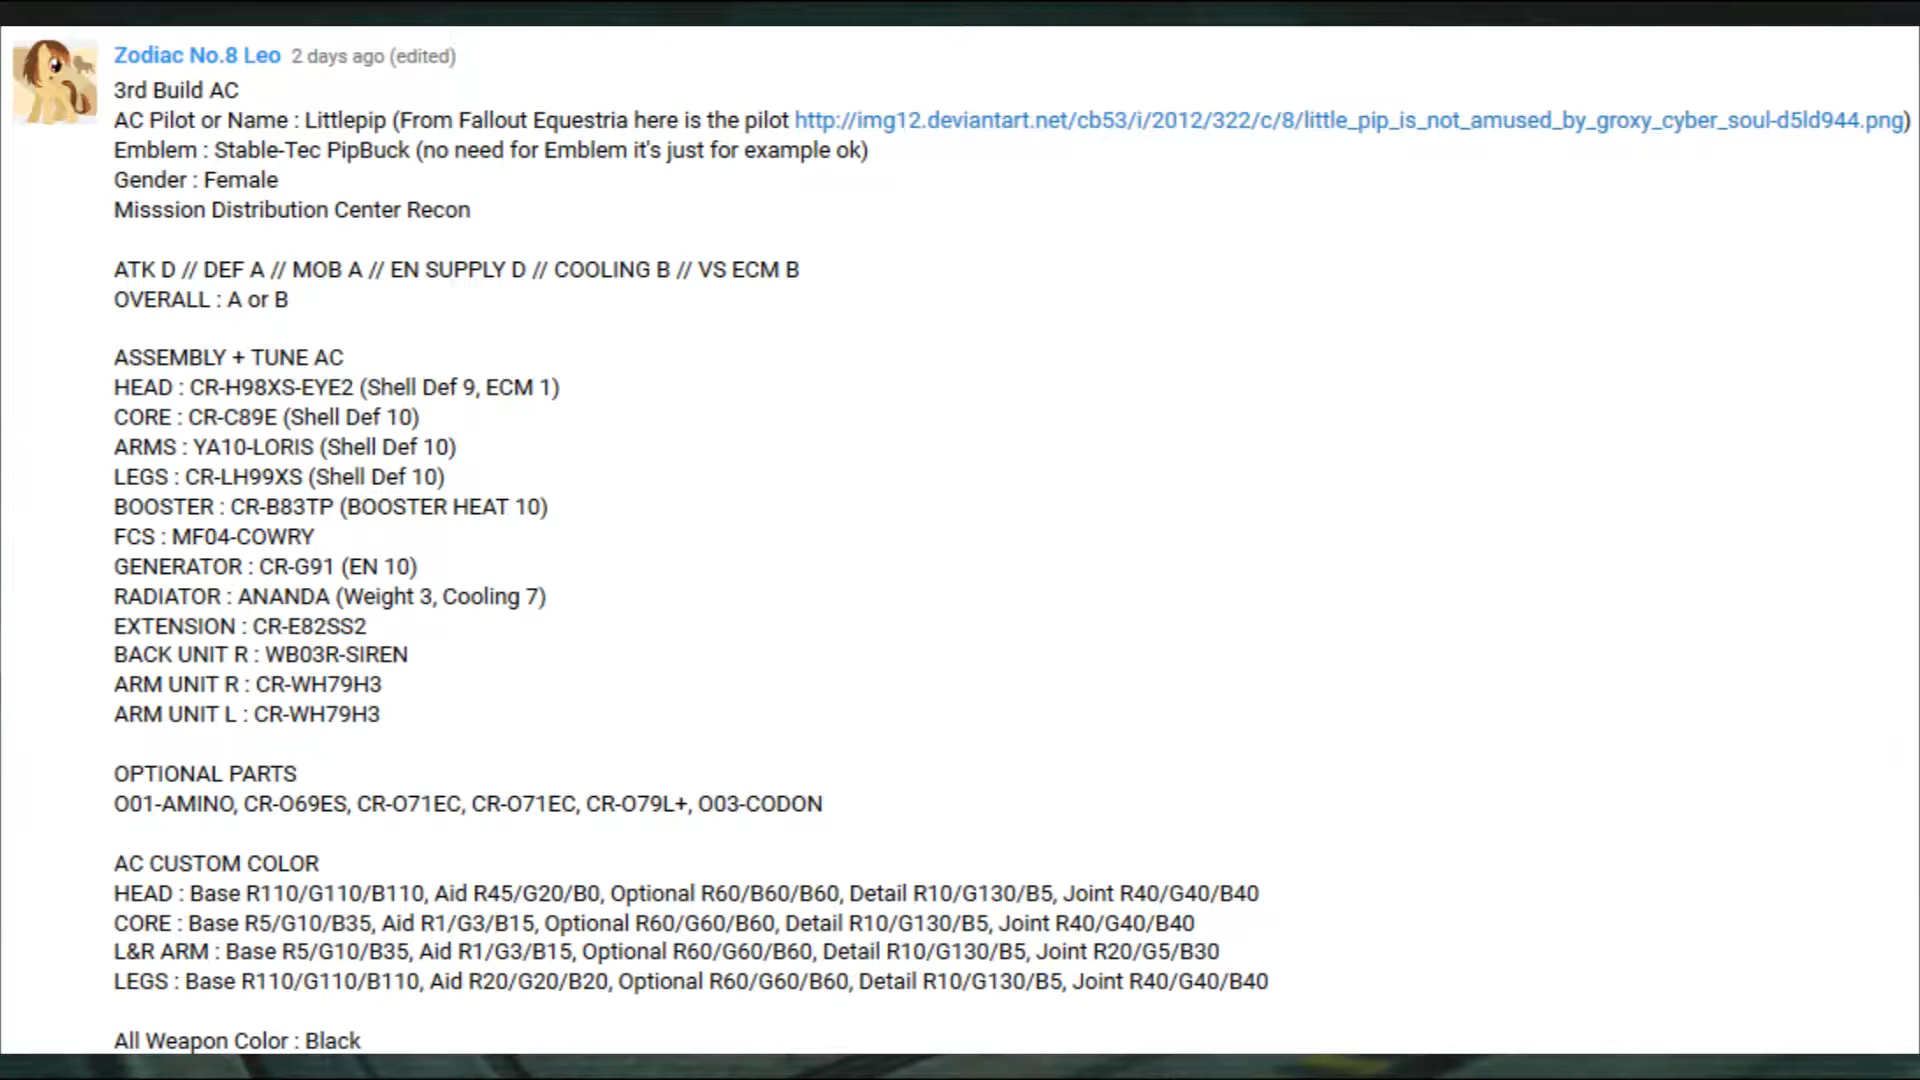 Zodiac No.8 Leo 2 days ago (edited)
3rd Build AC
AC Pilot or Name : Littlepip (From Fallout Equestria here is the pilot http://img12.deviantart.net/cb53/i/2012/322/c/8/little_pip_is_not_amused_by_groxy_cyber_soul-d5ld944.png)
Emblem : Stable-Tec PipBuck (no need for Emblem it's just for example ok)
Gender : Female
Misssion Distribution Center Recon
ATK D // DEF A // MOB A // EN SUPPLY D // COOLING B // VS ECM B
OVERALL : A or B
ASSEMBLY + TUNE AC
HEAD : CR-H98XS-EYE2 (Shell Def 9, ECM 1)
CORE : CR-C89E (Shell Def 10)
ARMS : YA10-LORIS (Shell Def 10)
LEGS : CR-LH99XS (Shell Def 10)
BOOSTER : CR-B83TP (BOOSTER HEAT 10)
FCS : MF04-COWRY
GENERATOR : CR-G91 (EN 10)
RADIATOR : ANANDA (Weight 3, Cooling 7)
EXTENSION : CR-E82SS2
BACK UNIT R : WB03R-SIREN
ARM UNIT R : CR-WH79H3
ARM UNIT L : CR-WH79H3
OPTIONAL PARTS
O01-AMINO, CR-O69ES, CR-O71EC, CR-O71EC, CR-O79L+, O03-CODON
AC CUSTOM COLOR
HEAD : Base R110/G110/B110, Aid R45/G20/B0, Optional R60/B60/B60, Detail R10/G130/B5, Joint R40/G40/B40
CORE : Base R5/G10/B35, Aid R1/G3/B15, Optional R60/G60/B60, Detail R10/G130/B5, Joint R40/G40/B40
L&R ARM : Base R5/G10/B35, Aid R1/G3/B15, Optional R60/G60/B60, Detail R10/G130/B5, Joint R20/G5/B30
LEGS : Base R110/G110/B110, Aid R20/G20/B20, Optional R60/G60/B60, Detail R10/G130/B5, Joint R40/G40/B40
All Weapon Color : Black